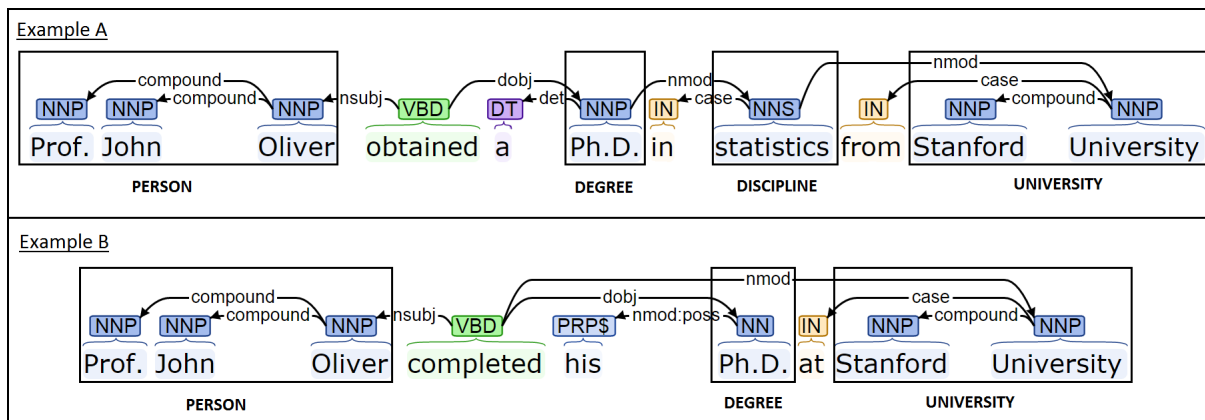 Example A
compound dobj nmod nmod case
NNP NNP compound NNP nsubj VBD DT det NNP IN case NNS IN NNP compound NNP
Prof. John Oliver obtained a Ph.D. in statistics from Stanford University
PERSON DEGREE DISCIPLINE UNIVERSITY
Example B
nmod
compound dobj case
NNP NNP compound NNP nsubj VBD PRP$ nmod:poss NN IN NNP compound NNP
Prof. John Oliver completed his Ph.D. at Stanford University
PERSON DEGREE UNIVERSITY